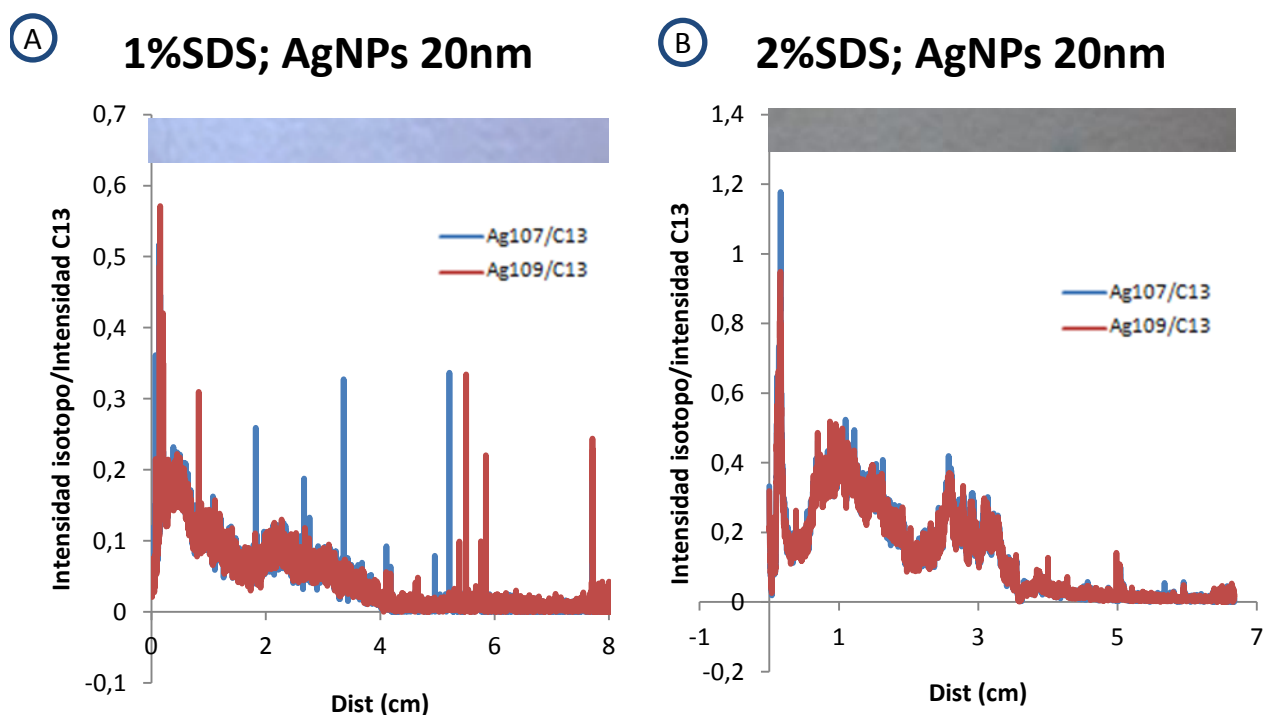 A
1%SDS; AgNPs 20nm
0,7
0,6
0,5
0,4
0,3
0,2
0,1
0
-0,1
0
2
4
6
8
Intensidad isotopo/Intensidad C13
Dist (cm)
Ag107/C13
Ag109/C13
B
2%SDS; AgNPs 20nm
1,4
1,2
1
0,8
0,6
0,4
0,2
0
-0,2
-1
1
3
5
7
Intensidad isotopo/intensidad C13
Dist (cm)
Ag107/C13
Ag109/C13